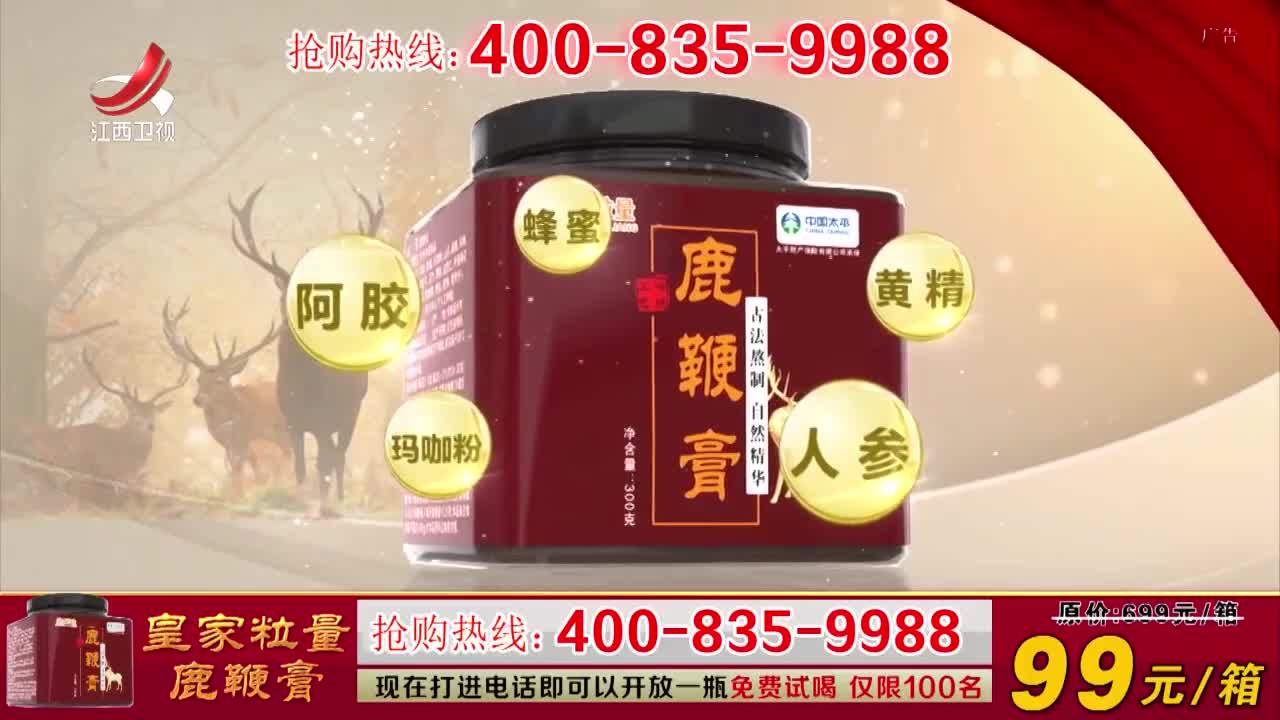 抢购热线:400-835-9988
广告
江西卫视
蜂蜜
阿胶
玛咖粉
黄精
人参
中国太平
CHINA TAIPING
鹿鞭膏
古法熬制 自然精华
净含量:300克
皇家粒量
鹿鞭膏
抢购热线:400-835-9988
现在打进电话即可以开放一瓶免费试喝 仅限100名
原价:699元/箱
99元/箱